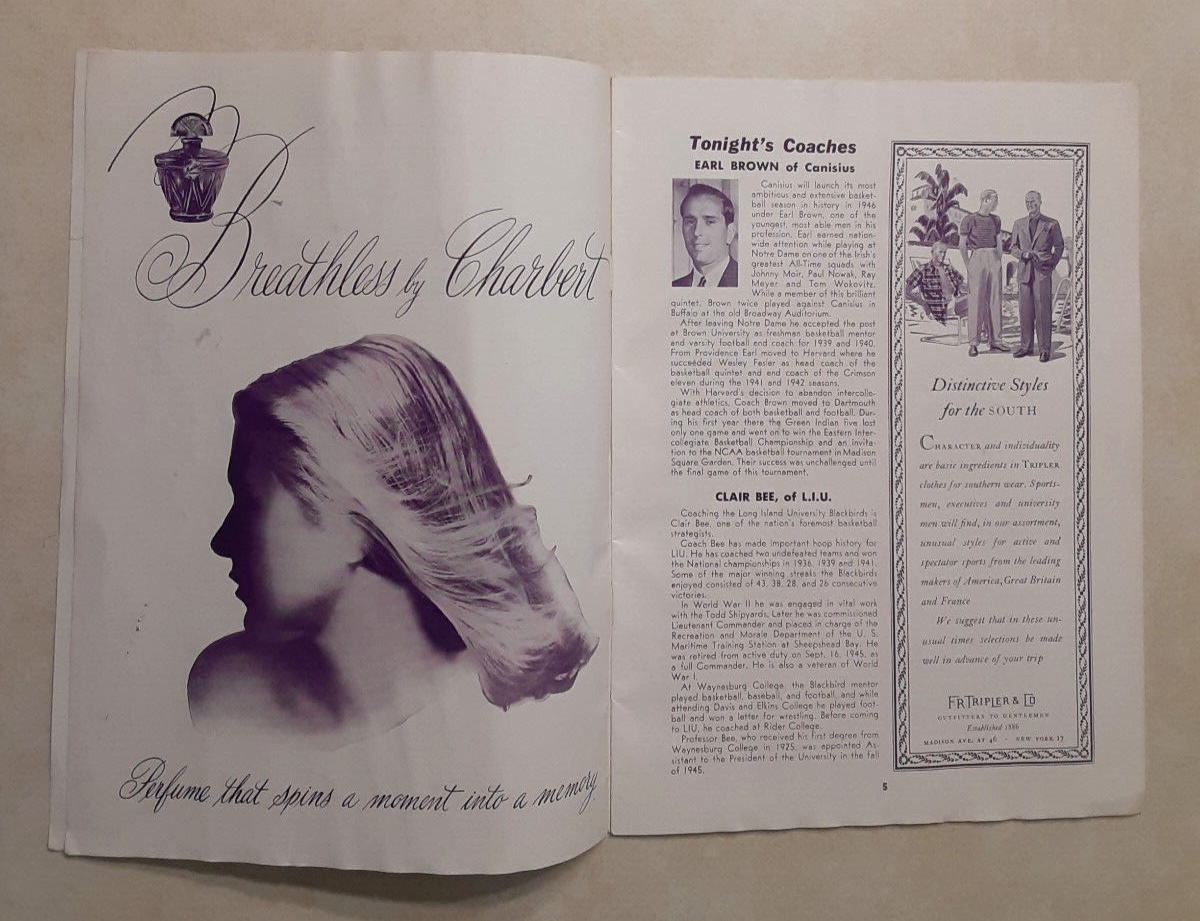 Breathless by Charbert
Perfume that spins a moment into a memory.
Tonight's Coaches
EARL BROWN of Canisius
Canisius will launch its most
ambitious and extensive basket-
ball season in history in 1946
under Earl Brown, one of the
youngest, most able men in his
profession. Earl earned nation-
wide attention while playing at
Notre Dame on one of the Irish's
greatest All-Time squads with
Johnny Moir, Paul Nowak, Ray
Meyer and Tom Wokovitz.
While a member of this brilliant
quintet, Brown twice played against Canisius in
Buffalo at the old Broadway Auditorium.
After leaving Notre Dame he accepted the post
at Brown University as freshman basketball mentor
and varsity football end coach for 1939 and 1940.
From Providence Earl moved to Harvard where he
succeeded Wesley Fesler as head coach of the
basketball quintet and end coach of the Crimson
eleven during the 1941 and 1942 seasons.
With Harvard's decision to abandon intercolle-
giate athletics, Coach Brown moved to Dartmouth
as head coach of both basketball and football. Dur-
ing his first year there the Green Indian five lost
only one game and went on to win the Eastern Inter-
collegiate Basketball Championship and an invita-
tion to the NCAA basketball tournament in Madison
Square Garden. Their success was unchallenged until
the final game of this tournament.
CLAIR BEE, of L.I.U.
Coaching the Long Island University Blackbirds is
Clair Bee, one of the nation's foremost basketball
strategists.
Coach Bee has made important hoop history for
LIU. He has coached two undefeated teams and won
the National championships in 1936, 1939 and 1941.
Some of the major winning streaks the Blackbirds
enjoyed consisted of 43, 38, 28, and 26 consecutive
victories.
In World War II he was engaged in vital work
with the Todd Shipyards. Later he was commissioned
Lieutenant Commander and placed in charge of the
Recreation and Morale Department of the U. S.
Maritime Training Station at Sheepshead Bay. He
was retired from active duty on Sept. 16, 1945, as
a full Commander. He is also a veteran of World
War I.
At Waynesburg College, the Blackbird mentor
played basketball, baseball, and football, and while
attending Davis and Elkins College he played foot-
ball and won a letter for wrestling. Before coming
to LIU, he coached at Rider College.
Professor Bee, who received his first degree from
Waynesburg College in 1925, was appointed As-
sistant to the President of the University in the fall
of 1945.
Distinctive Styles
for the SOUTH
CHARACTER and individuality
are basic ingredients in TRIPLER
clothes for southern wear. Sports-
men, executives and university
men will find, in our assortment,
unusual styles for active and
spectator sports from the leading
makers of America, Great Britain
and France
We suggest that in these un-
usual times selections be made
well in advance of your trip
FR TRIPLER & CO
OUTFITTERS TO GENTLEMEN
Established 1886
MADISON AVE. AT 46 - NEW YORK 17
5